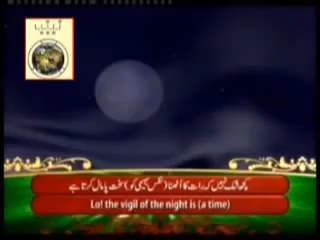 کچھ شک نہیں کہ رات کا اٹھنا (نفس بہیمی کو) سخت پامال کرتا ہے
Lo! the vigil of the night is (a time)